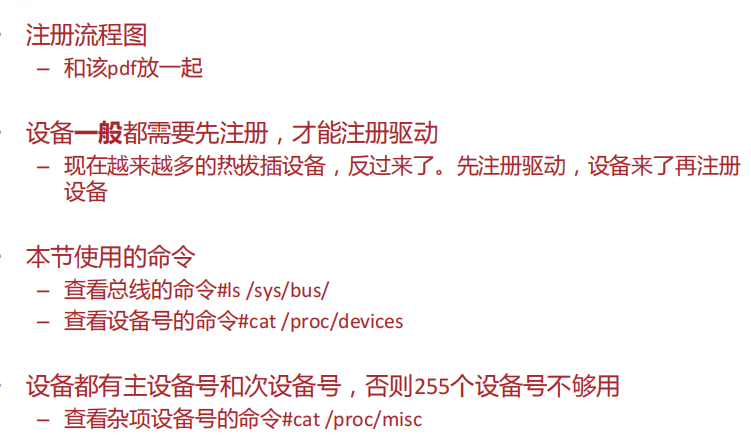 注册流程图
– 和该pdf放一起
设备一般都需要先注册，才能注册驱动
– 现在越来越多的热拔插设备，反过来了。先注册驱动，设备来了再注册
设备
本节使用的命令
– 查看总线的命令#ls /sys/bus/
– 查看设备号的命令#cat /proc/devices
设备都有主设备号和次设备号，否则255个设备号不够用
– 查看杂项设备号的命令#cat /proc/misc